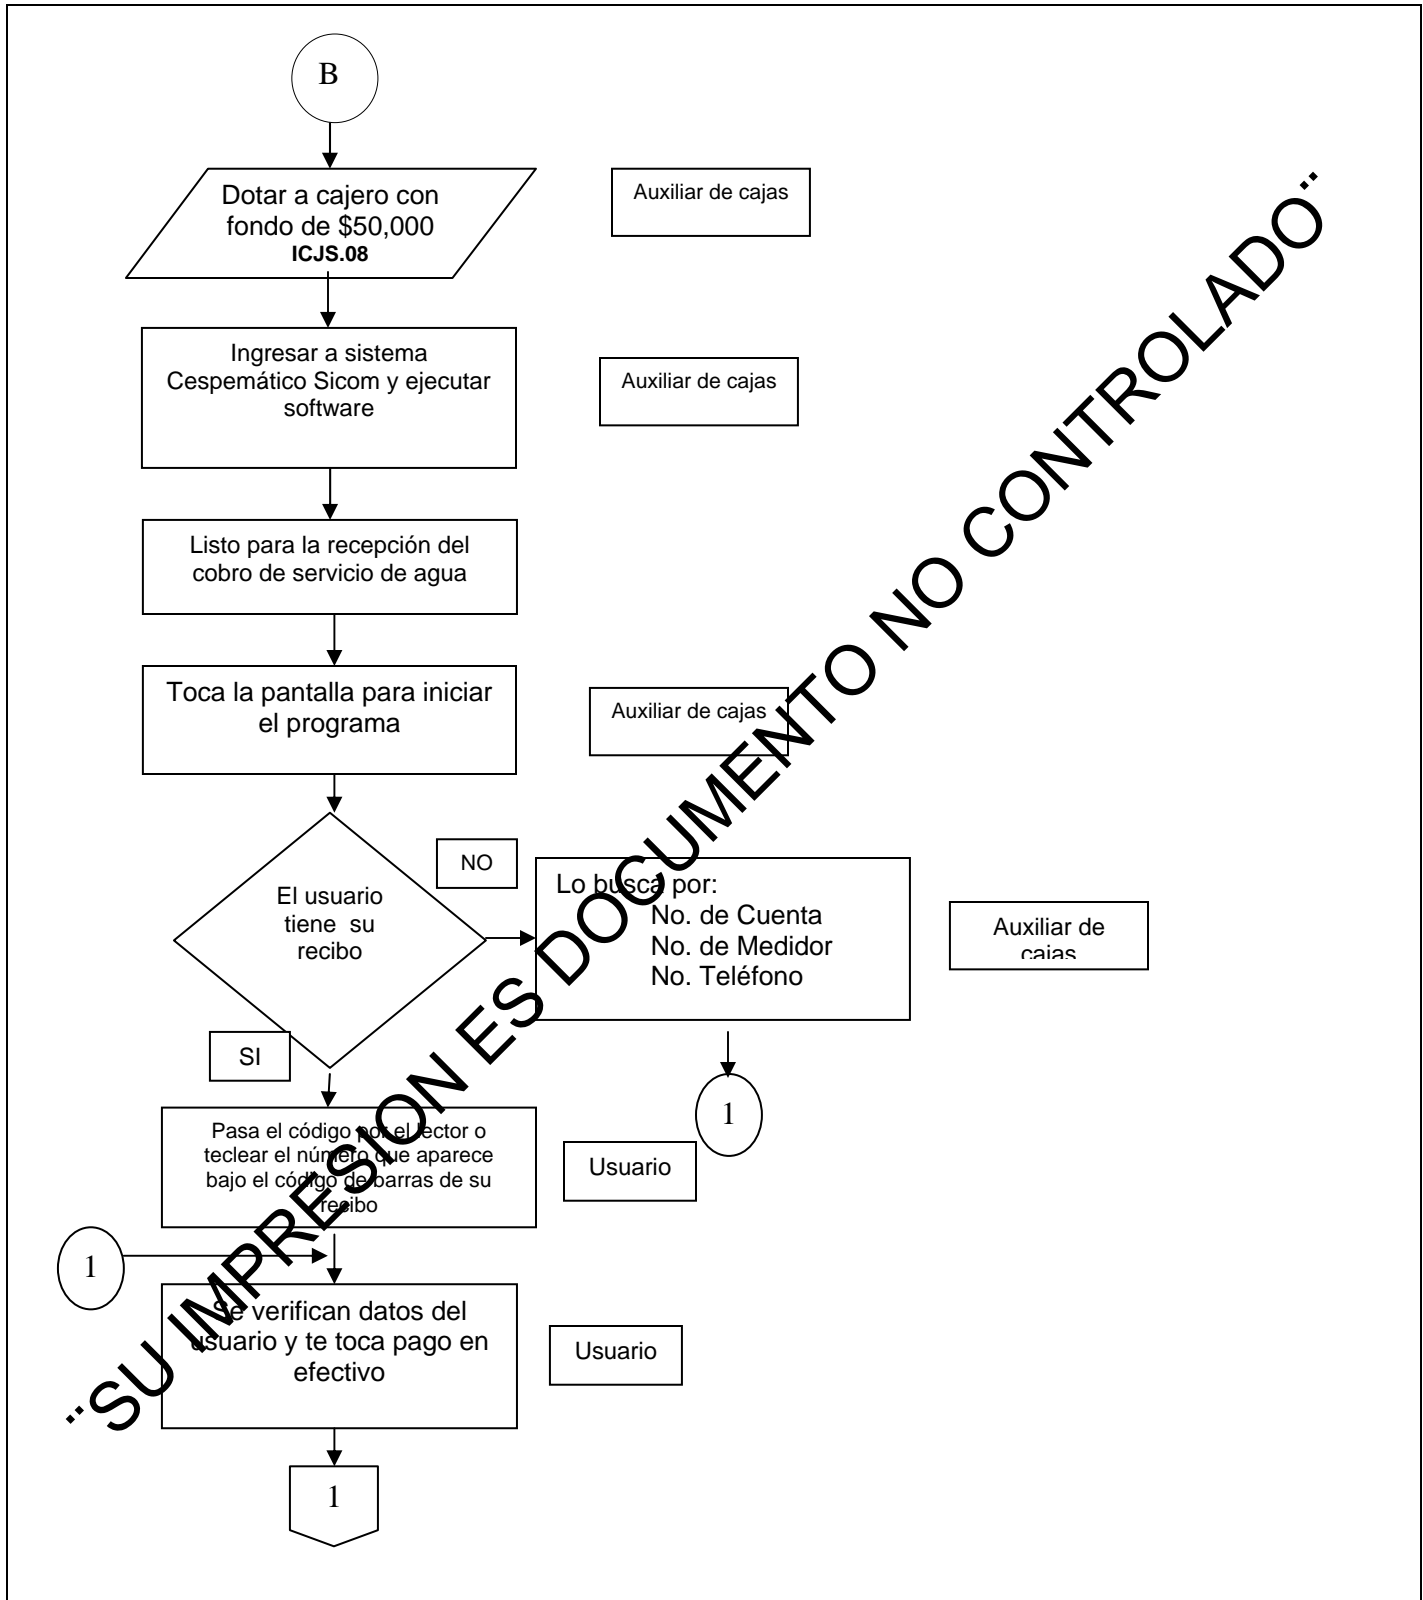 B
Dotar a cajero con
fondo de $50,000
ICJS.08
Auxiliar de cajas
Ingresar a sistema
Cespemático Sicom y ejecutar
software
Auxiliar de cajas
Listo para la recepción del
cobro de servicio de agua
Toca la pantalla para iniciar
el programa
Auxiliar de cajas
El usuario
tiene su
recibo
NO
Lo busca por:
No. de Cuenta
No. de Medidor
No. Teléfono
Auxiliar de
cajas
SI
1
Pasa el código por el lector o
teclear el número que aparece
bajo el código de barras de su
recibo
Usuario
1
Se verifican datos del
usuario y te toca pago en
efectivo
Usuario
1
¨SU IMPRESION ES DOCUMENTO NO CONTROLADO¨